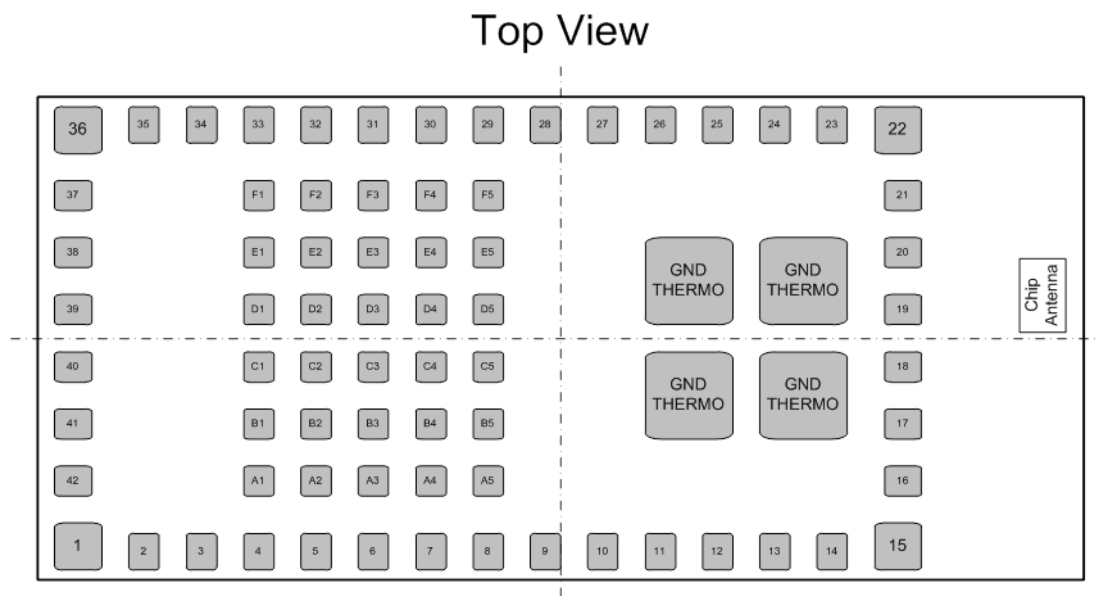 Top View
36 35 34 33 32 31 30 29 28 27 26 25 24 23 22
37 F1 F2 F3 F4 F5 21
38 E1 E2 E3 E4 E5 20
GND THERMO
GND THERMO
Chip
Antenna
39 D1 D2 D3 D4 D5 19
40 C1 C2 C3 C4 C5 18
GND THERMO
GND THERMO
41 B1 B2 B3 B4 B5 17
42 A1 A2 A3 A4 A5 16
1 2 3 4 5 6 7 8 9 10 11 12 13 14 15